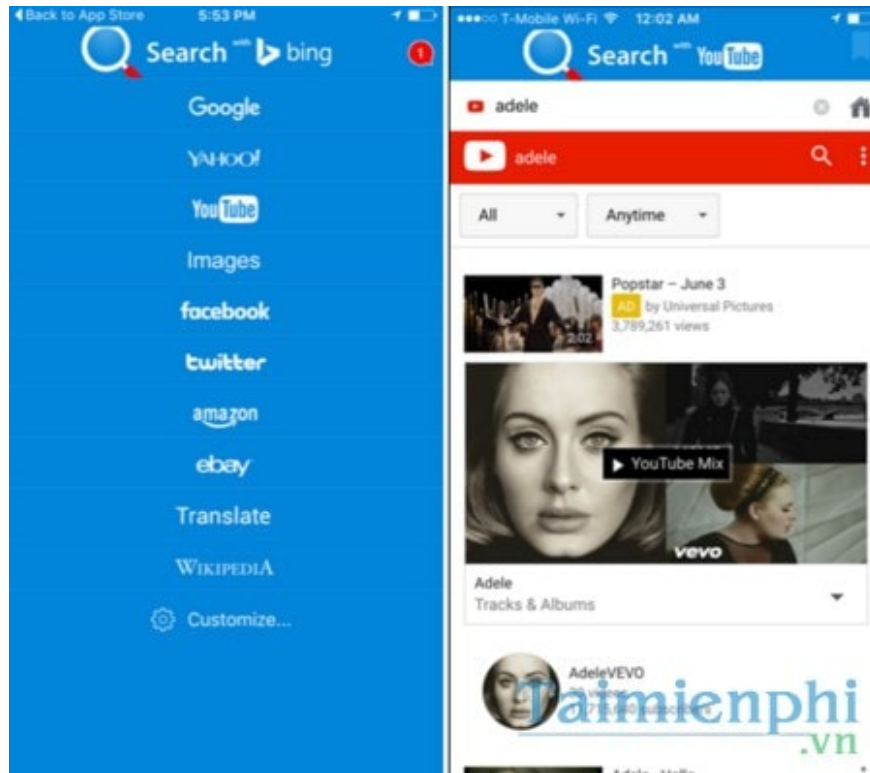 Back to App Store
5:53 PM
Search with bing
1
Google
YAHOO!
YouTube
Images
facebook
twitter
amazon
ebay
Translate
WIKIPEDIA
Customize...
T-Mobile Wi-Fi
12:02 AM
Search with YouTube
adele
adele
All
Anytime
Popstar – June 3
AD by Universal Pictures
3,789,261 views
2:02
YouTube Mix
vevo
Adele
Tracks & Albums
AdeleVEVO
Taimienphi
.vn